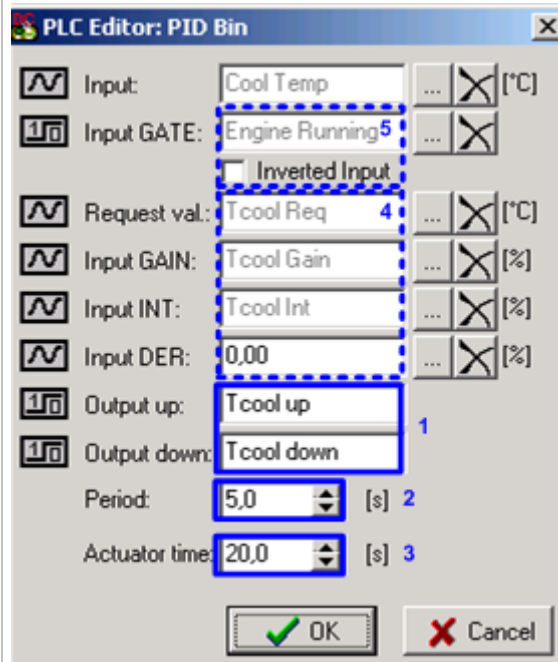 PLC Editor: PID Bin
Input: Cool Temp ... [°C]
Input GATE: Engine Running 5 ...
Inverted Input
Request val.: Tcool Req 4 ... [°C]
Input GAIN: Tcool Gain ... [%]
Input INT: Tcool Int ... [%]
Input DER: 0,00 ... [%]
Output up: Tcool up
1
Output down: Tcool down
Period: 5,0 [s] 2
Actuator time: 20,0 [s] 3
OK Cancel